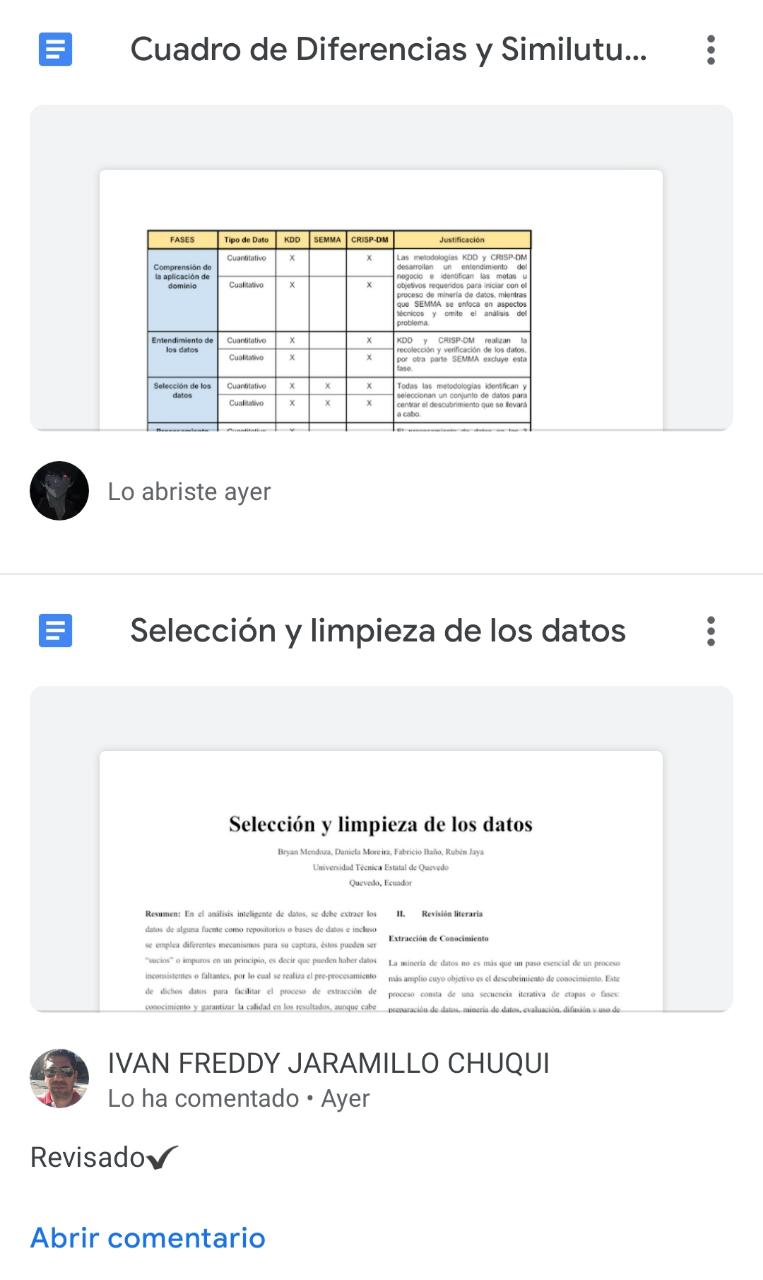 Cuadro de Diferencias y Similutu...
FASES Tipo de Dato KDD SEMMA CRISP-DM Justificación
Comprensión de
la aplicación de
dominio
Cuantitativo X X
Cualitativo X X
Las metodologías KDD y CRISP-DM
desarrollan un entendimiento del
negocio e identifican las metas u
objetivos requeridos para iniciar con el
proceso de minería de datos, mientras
que SEMMA se enfoca en aspectos
técnicos y omite el análisis del
problema.
Entendimiento de
los datos
Cuantitativo X X
Cualitativo X X
KDD y CRISP-DM realizan la
recolección y verificación de los datos,
por otra parte SEMMA excluye esta
fase.
Selección de los
datos
Cuantitativo X X X
Cualitativo X X X
Todas las metodologías identifican y
seleccionan un conjunto de datos para
centrar el descubrimiento que se llevará
a cabo.
Lo abriste ayer
Selección y limpieza de los datos
Selección y limpieza de los datos
Bryan Mendoza, Daniela Moreira, Fabricio Baño, Rubén Jaya
Universidad Técnica Estatal de Quevedo
Quevedo, Ecuador
Resumen: En el análisis inteligente de datos, se debe extraer los
datos de alguna fuente como repositorios o bases de datos e incluso
se emplea diferentes mecanismos para su captura, éstos pueden ser
"sucios" o impuros en un principio, es decir que pueden haber datos
inconsistentes o faltantes, por lo cual se realiza el pre-procesamiento
de dichos datos para facilitar el proceso de extracción de
conocimiento y garantizar la calidad en los resultados, aunque cabe
II. Revisión literaria
Extracción de Conocimiento
La minería de datos no es más que un paso esencial de un proceso
más amplio cuyo objetivo es el descubrimiento de conocimiento. Este
proceso consta de una secuencia iterativa de etapas o fases:
preparación de datos, minería de datos, evaluación, difusión y uso de
IVAN FREDDY JARAMILLO CHUQUI
Lo ha comentado • Ayer
Revisado✔
Abrir comentario